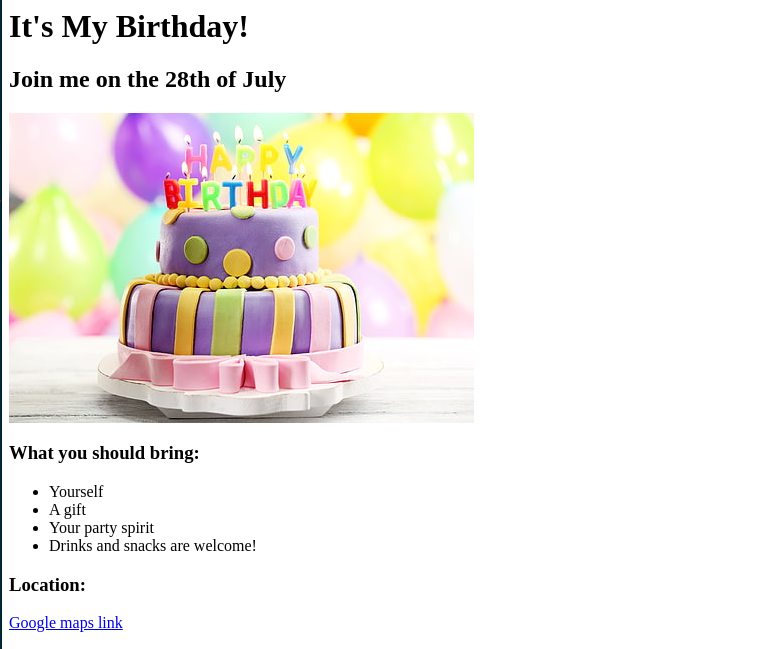 It's My Birthday!
Join me on the 28th of July
HAPPY
BIRTHDAY
What you should bring:
Yourself
A gift
Your party spirit
Drinks and snacks are welcome!
Location:
Google maps link